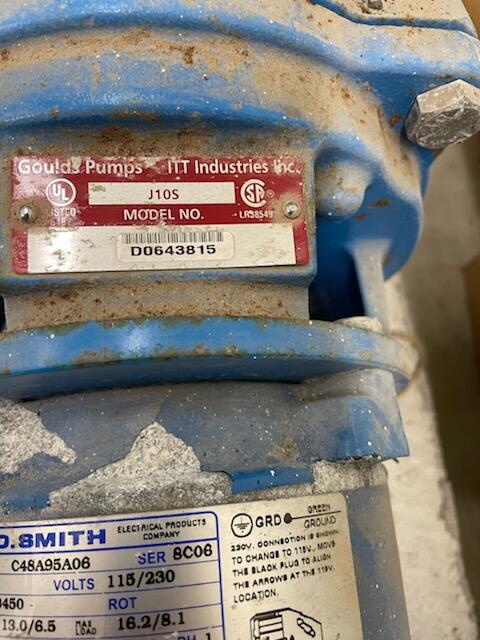 Goulds Pumps ITT Industries Inc.
UL J10S SA
LISTED MODEL NO. LR38549
D0643815
O.SMITH ELECTRICAL PRODUCTS COMPANY
C48A95A06 SER 8C06
VOLTS 115/230
3450 ROT
13.0/6.5 MAX LOAD 16.2/8.1
PH 1
GRD GREEN GROUND
230V. CONNECTION IS SHOWN.
TO CHANGE TO 115V., MOVE
THE BLACK PLUG TO ALIGN
THE ARROWS AT THE 115V.
LOCATION.